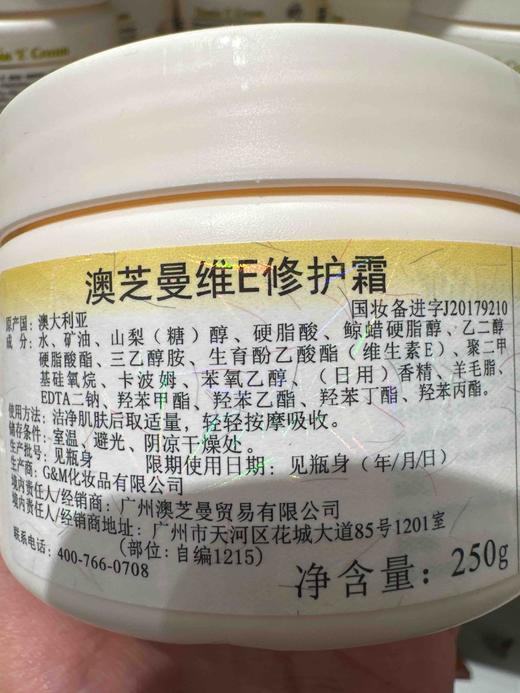 澳芝曼维E修护霜
国妆备进字J20179210
原产国：澳大利亚
成　分：水、矿油、山梨（糖）醇、硬脂酸、鲸蜡硬脂醇、乙二醇
硬脂酸酯、三乙醇胺、生育酚乙酸酯（维生素E）、聚二甲
基硅氧烷、卡波姆、苯氧乙醇、（日用）香精、羊毛脂、
EDTA二钠、羟苯甲酯、羟苯乙酯、羟苯丁酯、羟苯丙酯
使用方法：洁净肌肤后取适量，轻轻按摩吸收。
储存条件：室温、避光、阴凉干燥处。
生产批号：见瓶身 限期使用日期：见瓶身（年/月/日）
生产商：G&M化妆品有限公司
境内责任人/经销商：广州澳芝曼贸易有限公司
境内责任人/经销商地址：广州市天河区花城大道85号1201室
（部位：自编1215）
联系电话：400-766-0708
净含量：250g